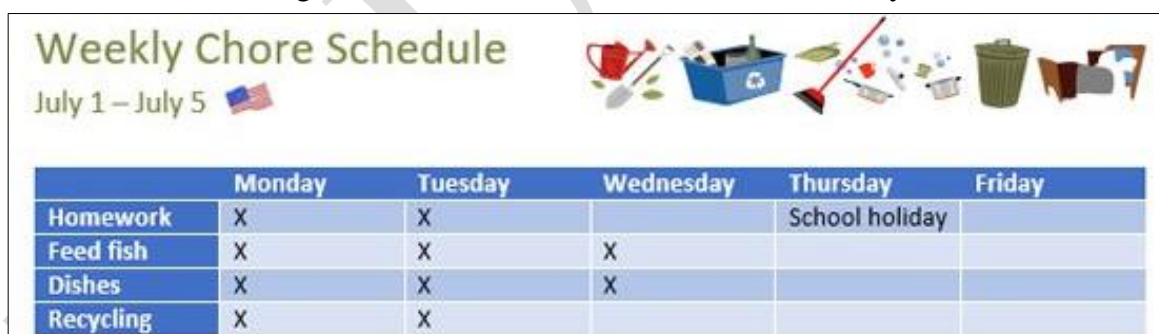 Weekly Chore Schedule
July 1 – July 5
Monday Tuesday Wednesday Thursday Friday
Homework X X School holiday
Feed fish X X X
Dishes X X X
Recycling X X